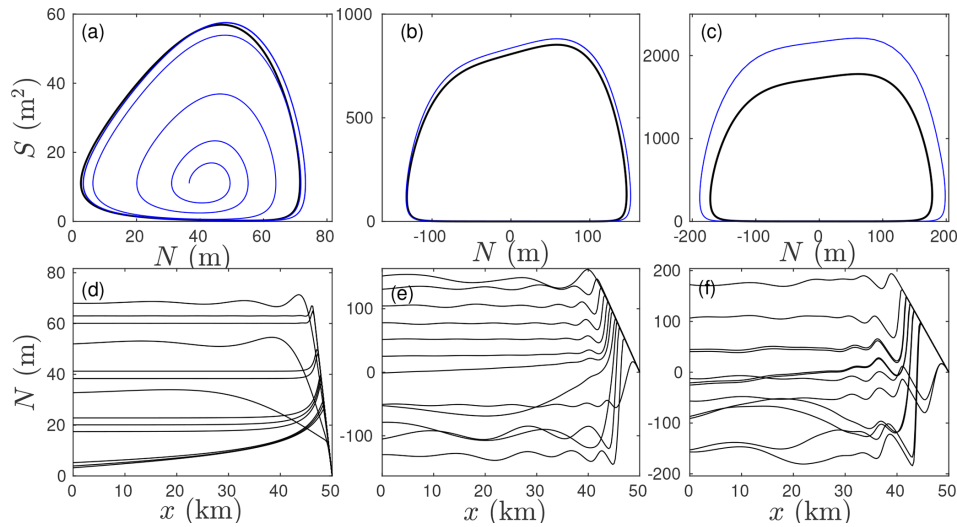 (a)
60
40
20
0
S (m²)
0 20 40 60 80
N (m)
(b)
1000
500
0
-100 0 100
N (m)
(c)
2000
1000
0
-200 -100 0 100 200
N (m)
(d)
80
60
40
20
0
N (m)
0 10 20 30 40 50
x (km)
(e)
100
0
-100
0 10 20 30 40 50
x (km)
(f)
200
100
0
-100
-200
0 10 20 30 40 50
x (km)